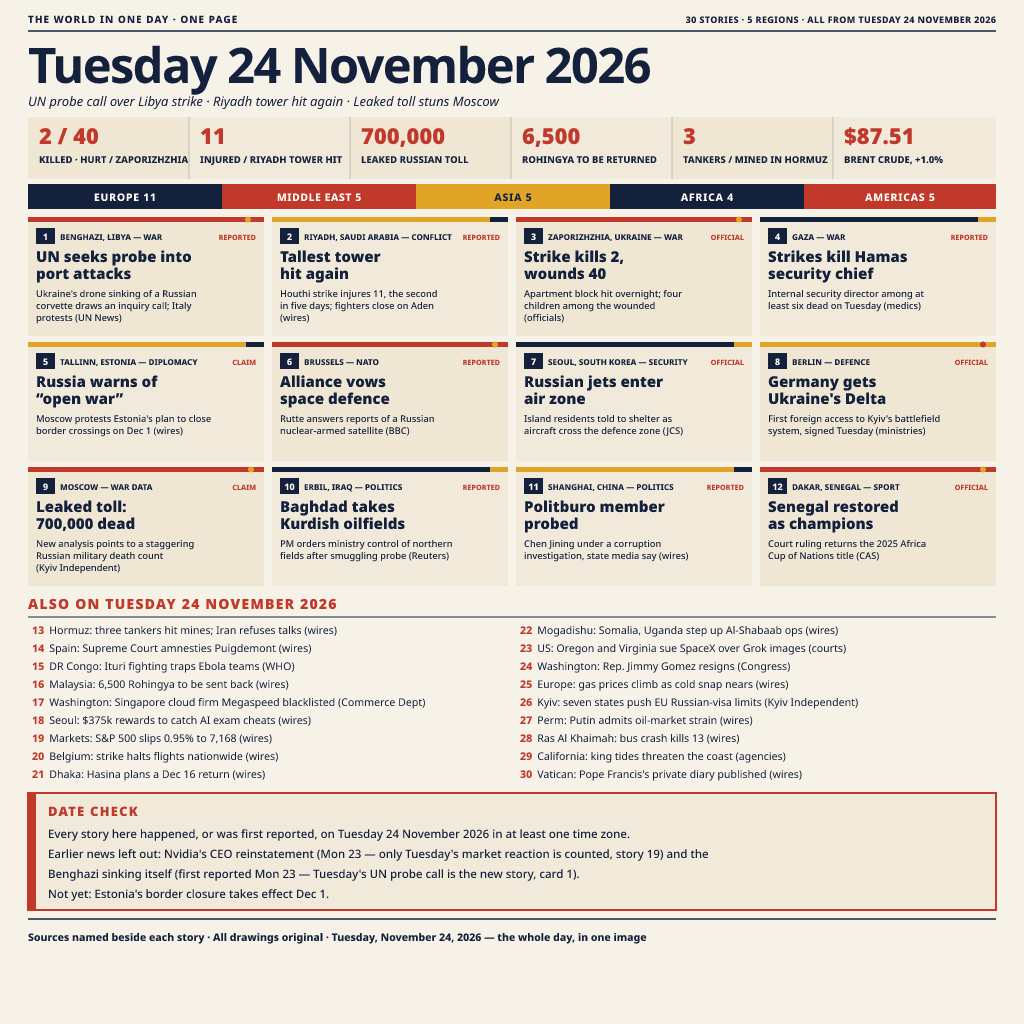 THE WORLD IN ONE DAY · ONE PAGE
30 STORIES · 5 REGIONS · ALL FROM TUESDAY 24 NOVEMBER 2026
Tuesday 24 November 2026
UN probe call over Libya strike · Riyadh tower hit again · Leaked toll stuns Moscow
2 / 40
KILLED · HURT / ZAPORIZHZHIA
11
INJURED / RIYADH TOWER HIT
700,000
LEAKED RUSSIAN TOLL
6,500
ROHINGYA TO BE RETURNED
3
TANKERS / MINED IN HORMUZ
$87.51
BRENT CRUDE, +1.0%
EUROPE 11
MIDDLE EAST 5
ASIA 5
AFRICA 4
AMERICAS 5
1 BENGHAZI, LIBYA — WAR REPORTED
UN seeks probe into
port attacks
Ukraine's drone sinking of a Russian
corvette draws an inquiry call; Italy
protests (UN News)
2 RIYADH, SAUDI ARABIA — CONFLICT REPORTED
Tallest tower
hit again
Houthi strike injures 11, the second
in five days; fighters close on Aden
(wires)
3 ZAPORIZHZHIA, UKRAINE — WAR OFFICIAL
Strike kills 2,
wounds 40
Apartment block hit overnight; four
children among the wounded
(officials)
4 GAZA — WAR REPORTED
Strikes kill Hamas
security chief
Internal security director among at
least six dead on Tuesday (medics)
5 TALLINN, ESTONIA — DIPLOMACY CLAIM
Russia warns of
“open war”
Moscow protests Estonia's plan to close
border crossings on Dec 1 (wires)
6 BRUSSELS — NATO REPORTED
Alliance vows
space defence
Rutte answers reports of a Russian
nuclear-armed satellite (BBC)
7 SEOUL, SOUTH KOREA — SECURITY OFFICIAL
Russian jets enter
air zone
Island residents told to shelter as
aircraft cross the defence zone (JCS)
8 BERLIN — DEFENCE OFFICIAL
Germany gets
Ukraine's Delta
First foreign access to Kyiv's battlefield
system, signed Tuesday (ministries)
9 MOSCOW — WAR DATA CLAIM
Leaked toll:
700,000 dead
New analysis points to a staggering
Russian military death count
(Kyiv Independent)
10 ERBIL, IRAQ — POLITICS REPORTED
Baghdad takes
Kurdish oilfields
PM orders ministry control of northern
fields after smuggling probe (Reuters)
11 SHANGHAI, CHINA — POLITICS REPORTED
Politburo member
probed
Chen Jining under a corruption
investigation, state media say (wires)
12 DAKAR, SENEGAL — SPORT OFFICIAL
Senegal restored
as champions
Court ruling returns the 2025 Africa
Cup of Nations title (CAS)
ALSO ON TUESDAY 24 NOVEMBER 2026
13 Hormuz: three tankers hit mines; Iran refuses talks (wires)
14 Spain: Supreme Court amnesties Puigdemont (wires)
15 DR Congo: Ituri fighting traps Ebola teams (WHO)
16 Malaysia: 6,500 Rohingya to be sent back (wires)
17 Washington: Singapore cloud firm Megaspeed blacklisted (Commerce Dept)
18 Seoul: $375k rewards to catch AI exam cheats (wires)
19 Markets: S&P 500 slips 0.95% to 7,168 (wires)
20 Belgium: strike halts flights nationwide (wires)
21 Dhaka: Hasina plans a Dec 16 return (wires)
22 Mogadishu: Somalia, Uganda step up Al-Shabaab ops (wires)
23 US: Oregon and Virginia sue SpaceX over Grok images (courts)
24 Washington: Rep. Jimmy Gomez resigns (Congress)
25 Europe: gas prices climb as cold snap nears (wires)
26 Kyiv: seven states push EU Russian-visa limits (Kyiv Independent)
27 Perm: Putin admits oil-market strain (wires)
28 Ras Al Khaimah: bus crash kills 13 (wires)
29 California: king tides threaten the coast (agencies)
30 Vatican: Pope Francis's private diary published (wires)
DATE CHECK
Every story here happened, or was first reported, on Tuesday 24 November 2026 in at least one time zone.
Earlier news left out: Nvidia's CEO reinstatement (Mon 23 — only Tuesday's market reaction is counted, story 19) and the
Benghazi sinking itself (first reported Mon 23 — Tuesday's UN probe call is the new story, card 1).
Not yet: Estonia's border closure takes effect Dec 1.
Sources named beside each story · All drawings original · Tuesday, November 24, 2026 — the whole day, in one image